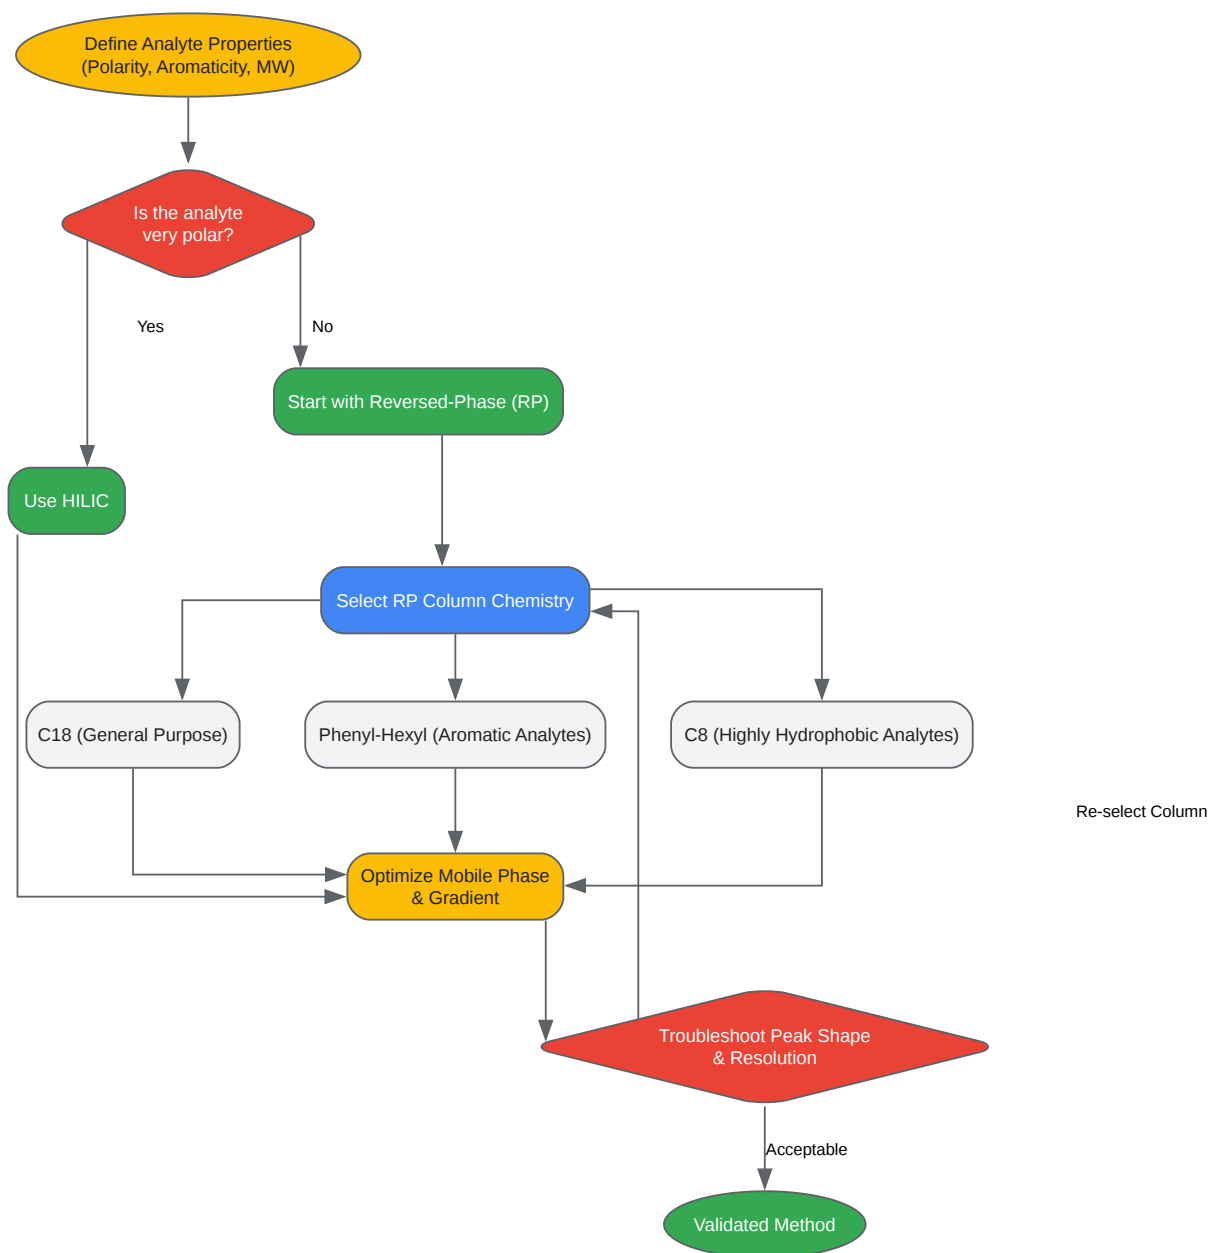 Define Analyte Properties
(Polarity, Aromaticity, MW)
Is the analyte
very polar?
Yes
No
Start with Reversed-Phase (RP)
Use HILIC
Select RP Column Chemistry
C18 (General Purpose)
Phenyl-Hexyl (Aromatic Analytes)
C8 (Highly Hydrophobic Analytes)
Re-select Column
Optimize Mobile Phase
& Gradient
Troubleshoot Peak Shape
& Resolution
Acceptable
Validated Method